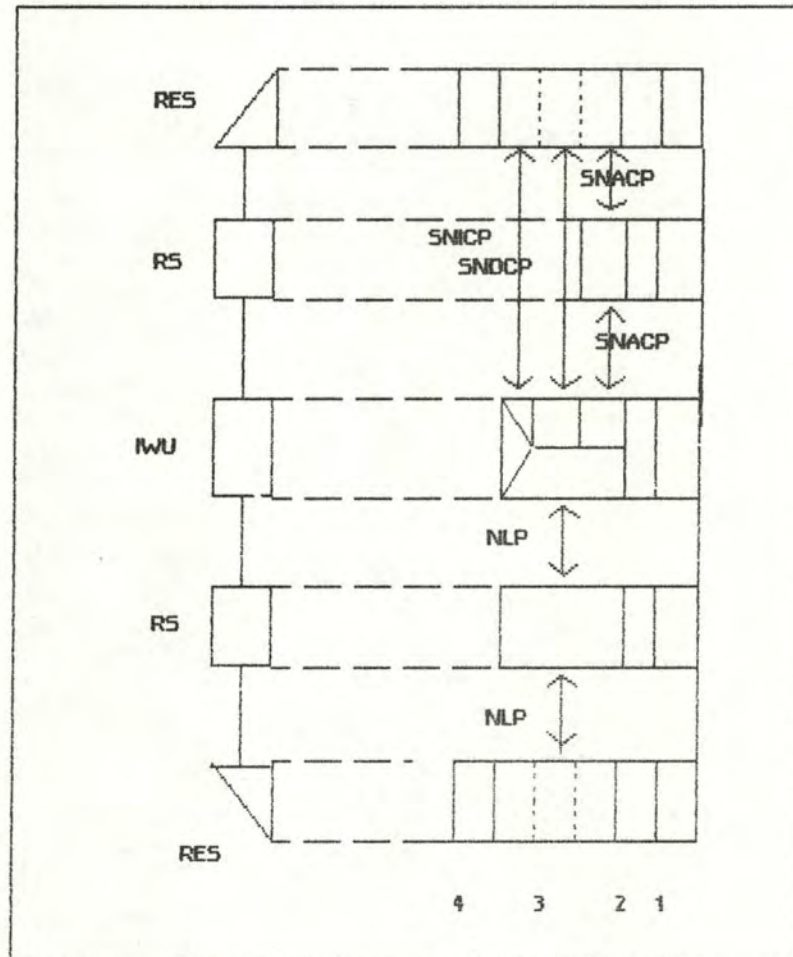 RES
SNACP
RS
SNICP
SNDCP
SNACP
IWU
NLP
RS
NLP
RES
4 3 2 1